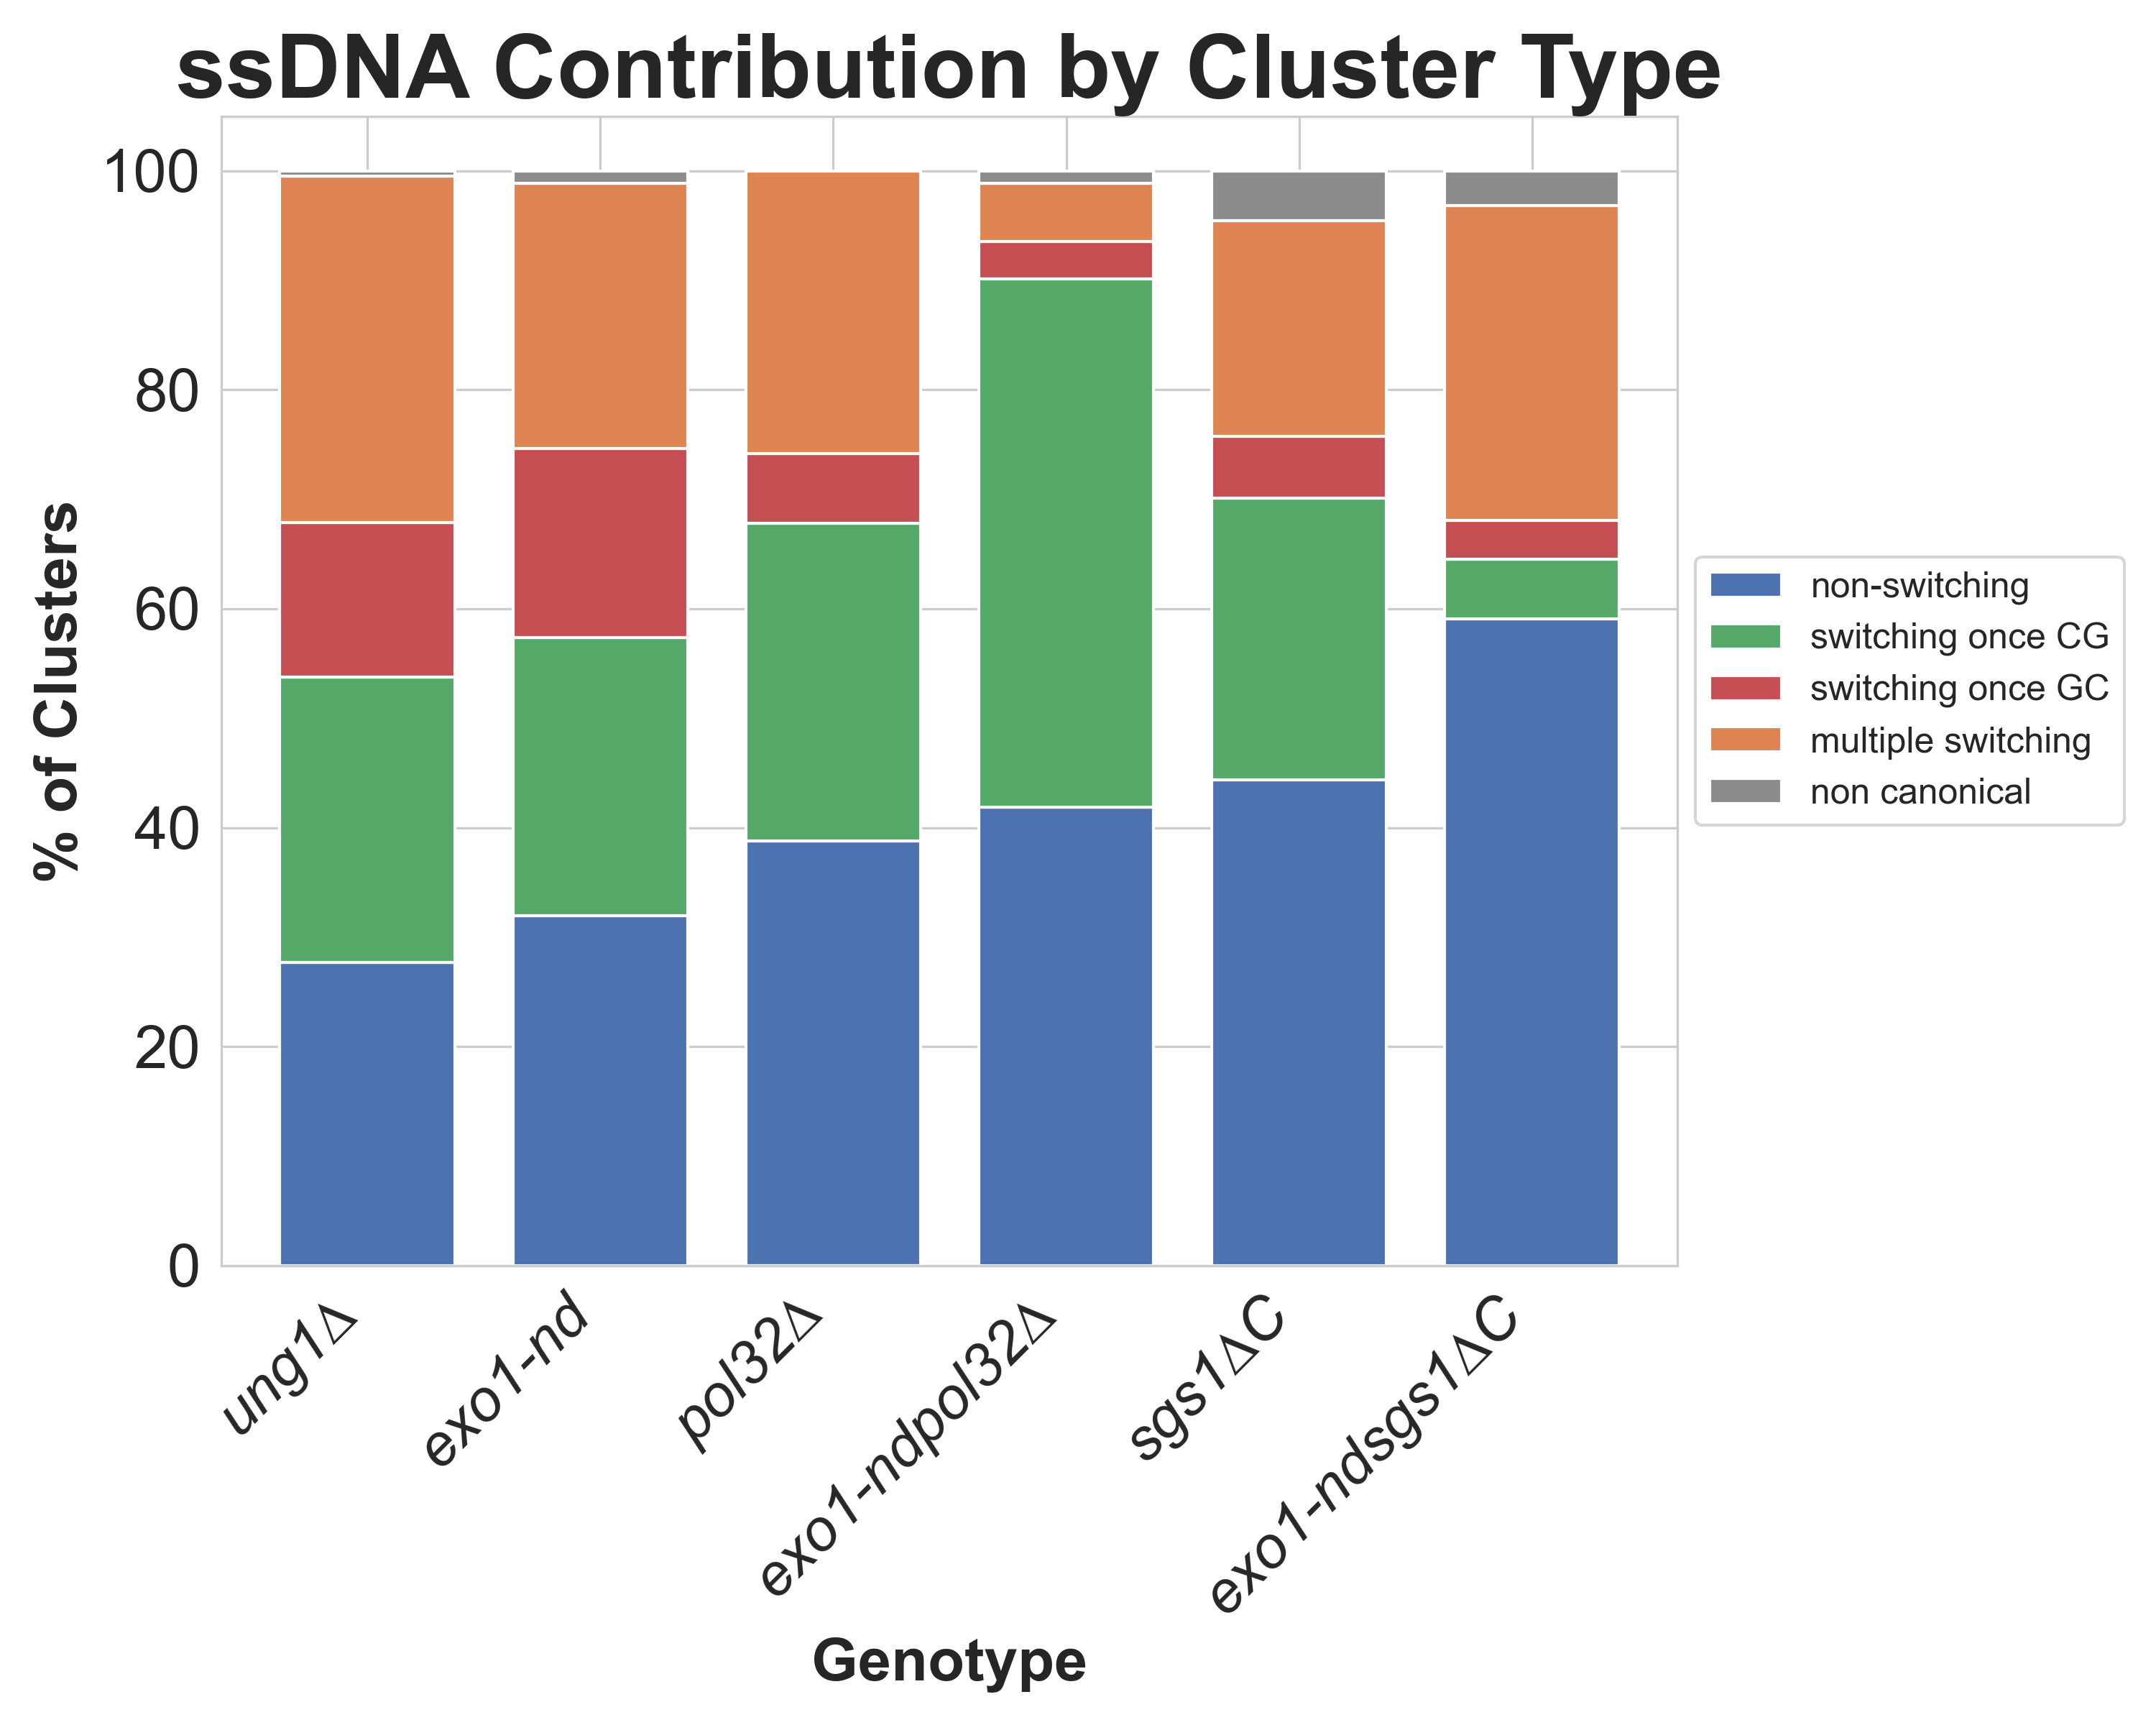 ssDNA Contribution by Cluster Type
% of Clusters
100
80
60
40
20
0
ung1Δ
exo1-nd
pol32Δ
exo1-ndpol32Δ
sgs1ΔC
exo1-ndsgs1ΔC
Genotype
non-switching
switching once CG
switching once GC
multiple switching
non canonical